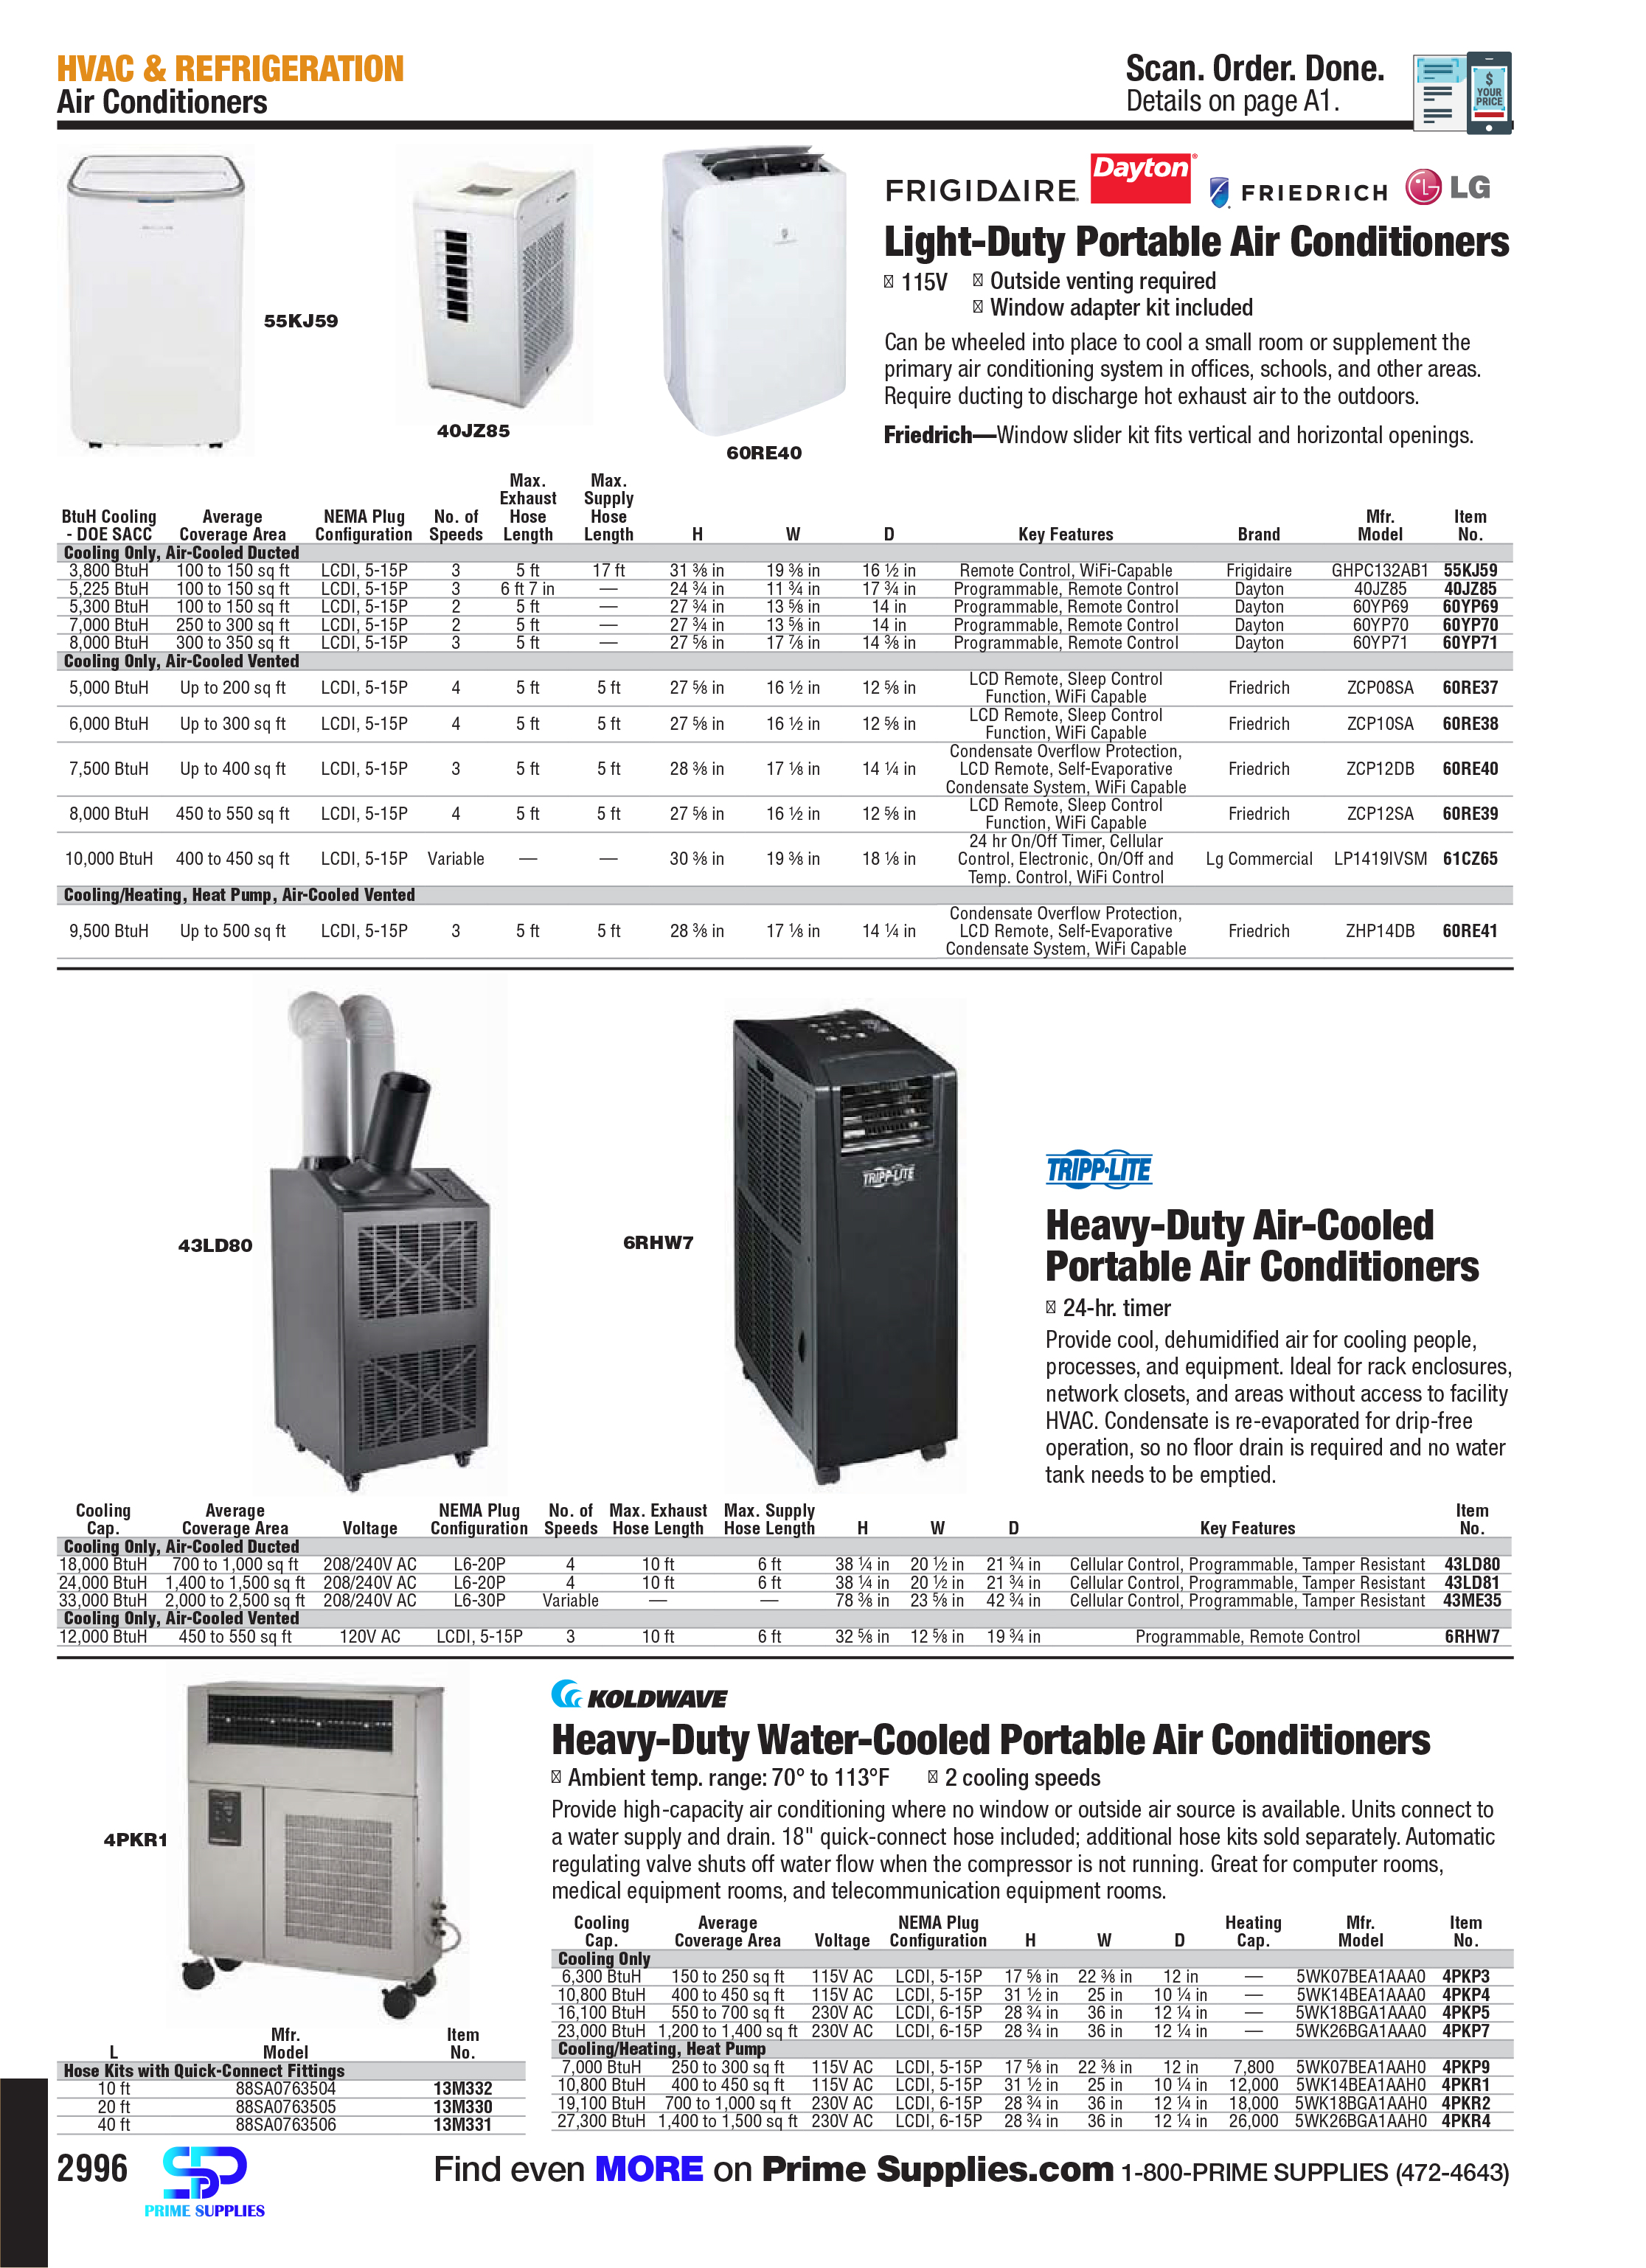 HVAC & REFRIGERATION
Air Conditioners
Scan. Order. Done.
Details on page A1.
$
YOUR
PRICE
55KJ59
40JZ85
60RE40
FRIGIDAIRE
Dayton
FRIEDRICH
LG
Light-Duty Portable Air Conditioners
115V
Outside venting required
Window adapter kit included
Can be wheeled into place to cool a small room or supplement the
primary air conditioning system in offices, schools, and other areas.
Require ducting to discharge hot exhaust air to the outdoors.
Friedrich—Window slider kit fits vertical and horizontal openings.
BtuH Cooling - DOE SACC | Average Coverage Area | NEMA Plug Configuration | No. of Speeds | Max. Exhaust Hose Length | Max. Supply Hose Length | H | W | D | Key Features | Brand | Mfr. Model | Item No.
Cooling Only, Air-Cooled Ducted
3,800 BtuH 100 to 150 sq ft LCDI, 5-15P 3 5 ft 17 ft 31 ⅜ in 19 ⅜ in 16 ½ in Remote Control, WiFi-Capable Frigidaire GHPC132AB1 55KJ59
5,225 BtuH 100 to 150 sq ft LCDI, 5-15P 3 6 ft 7 in — 24 ¾ in 11 ¾ in 17 ¾ in Programmable, Remote Control Dayton 40JZ85 40JZ85
5,300 BtuH 100 to 150 sq ft LCDI, 5-15P 2 5 ft — 27 ¾ in 13 ⅝ in 14 in Programmable, Remote Control Dayton 60YP69 60YP69
7,000 BtuH 250 to 300 sq ft LCDI, 5-15P 2 5 ft — 27 ¾ in 13 ⅝ in 14 in Programmable, Remote Control Dayton 60YP70 60YP70
8,000 BtuH 300 to 350 sq ft LCDI, 5-15P 3 5 ft — 27 ⅝ in 17 ⅞ in 14 ⅜ in Programmable, Remote Control Dayton 60YP71 60YP71
Cooling Only, Air-Cooled Vented
5,000 BtuH Up to 200 sq ft LCDI, 5-15P 4 5 ft 5 ft 27 ⅝ in 16 ½ in 12 ⅝ in LCD Remote, Sleep Control Function, WiFi Capable Friedrich ZCP08SA 60RE37
6,000 BtuH Up to 300 sq ft LCDI, 5-15P 4 5 ft 5 ft 27 ⅝ in 16 ½ in 12 ⅝ in LCD Remote, Sleep Control Function, WiFi Capable Friedrich ZCP10SA 60RE38
7,500 BtuH Up to 400 sq ft LCDI, 5-15P 3 5 ft 5 ft 28 ⅜ in 17 ⅛ in 14 ¼ in Condensate Overflow Protection, LCD Remote, Self-Evaporative Condensate System, WiFi Capable Friedrich ZCP12DB 60RE40
8,000 BtuH 450 to 550 sq ft LCDI, 5-15P 4 5 ft 5 ft 27 ⅝ in 16 ½ in 12 ⅝ in LCD Remote, Sleep Control Function, WiFi Capable Friedrich ZCP12SA 60RE39
10,000 BtuH 400 to 450 sq ft LCDI, 5-15P Variable — — 30 ⅜ in 19 ⅜ in 18 ⅛ in 24 hr On/Off Timer, Cellular Control, Electronic, On/Off and Temp. Control, WiFi Control Lg Commercial LP1419IVSM 61CZ65
Cooling/Heating, Heat Pump, Air-Cooled Vented
9,500 BtuH Up to 500 sq ft LCDI, 5-15P 3 5 ft 5 ft 28 ⅜ in 17 ⅛ in 14 ¼ in Condensate Overflow Protection, LCD Remote, Self-Evaporative Condensate System, WiFi Capable Friedrich ZHP14DB 60RE41
43LD80
6RHW7
TRIPP-LITE
TRIPP·LITE
Heavy-Duty Air-Cooled
Portable Air Conditioners
24-hr. timer
Provide cool, dehumidified air for cooling people,
processes, and equipment. Ideal for rack enclosures,
network closets, and areas without access to facility
HVAC. Condensate is re-evaporated for drip-free
operation, so no floor drain is required and no water
tank needs to be emptied.
Cooling Cap. | Average Coverage Area | Voltage | NEMA Plug Configuration | No. of Speeds | Max. Exhaust Hose Length | Max. Supply Hose Length | H | W | D | Key Features | Item No.
Cooling Only, Air-Cooled Ducted
18,000 BtuH 700 to 1,000 sq ft 208/240V AC L6-20P 4 10 ft 6 ft 38 ¼ in 20 ½ in 21 ¾ in Cellular Control, Programmable, Tamper Resistant 43LD80
24,000 BtuH 1,400 to 1,500 sq ft 208/240V AC L6-20P 4 10 ft 6 ft 38 ¼ in 20 ½ in 21 ¾ in Cellular Control, Programmable, Tamper Resistant 43LD81
33,000 BtuH 2,000 to 2,500 sq ft 208/240V AC L6-30P Variable — — 78 ⅜ in 23 ⅝ in 42 ¾ in Cellular Control, Programmable, Tamper Resistant 43ME35
Cooling Only, Air-Cooled Vented
12,000 BtuH 450 to 550 sq ft 120V AC LCDI, 5-15P 3 10 ft 6 ft 32 ⅝ in 12 ⅝ in 19 ¾ in Programmable, Remote Control 6RHW7
4PKR1
KOLDWAVE
Heavy-Duty Water-Cooled Portable Air Conditioners
Ambient temp. range: 70° to 113°F
2 cooling speeds
Provide high-capacity air conditioning where no window or outside air source is available. Units connect to
a water supply and drain. 18" quick-connect hose included; additional hose kits sold separately. Automatic
regulating valve shuts off water flow when the compressor is not running. Great for computer rooms,
medical equipment rooms, and telecommunication equipment rooms.
Cooling Cap. | Average Coverage Area | Voltage | NEMA Plug Configuration | H | W | D | Heating Cap. | Mfr. Model | Item No.
Cooling Only
6,300 BtuH 150 to 250 sq ft 115V AC LCDI, 5-15P 17 ⅝ in 22 ⅜ in 12 in — 5WK07BEA1AAA0 4PKP3
10,800 BtuH 400 to 450 sq ft 115V AC LCDI, 5-15P 31 ½ in 25 in 10 ¼ in — 5WK14BEA1AAA0 4PKP4
16,100 BtuH 550 to 700 sq ft 230V AC LCDI, 6-15P 28 ¾ in 36 in 12 ¼ in — 5WK18BGA1AAA0 4PKP5
23,000 BtuH 1,200 to 1,400 sq ft 230V AC LCDI, 6-15P 28 ¾ in 36 in 12 ¼ in — 5WK26BGA1AAA0 4PKP7
Cooling/Heating, Heat Pump
7,000 BtuH 250 to 300 sq ft 115V AC LCDI, 5-15P 17 ⅝ in 22 ⅜ in 12 in 7,800 5WK07BEA1AAH0 4PKP9
10,800 BtuH 400 to 450 sq ft 115V AC LCDI, 5-15P 31 ½ in 25 in 10 ¼ in 12,000 5WK14BEA1AAH0 4PKR1
19,100 BtuH 700 to 1,000 sq ft 230V AC LCDI, 6-15P 28 ¾ in 36 in 12 ¼ in 18,000 5WK18BGA1AAH0 4PKR2
27,300 BtuH 1,400 to 1,500 sq ft 230V AC LCDI, 6-15P 28 ¾ in 36 in 12 ¼ in 26,000 5WK26BGA1AAH0 4PKR4
L | Mfr. Model | Item No.
Hose Kits with Quick-Connect Fittings
10 ft 88SA0763504 13M332
20 ft 88SA0763505 13M330
40 ft 88SA0763506 13M331
2996
PRIME SUPPLIES
Find even MORE on Prime Supplies.com 1-800-PRIME SUPPLIES (472-4643)